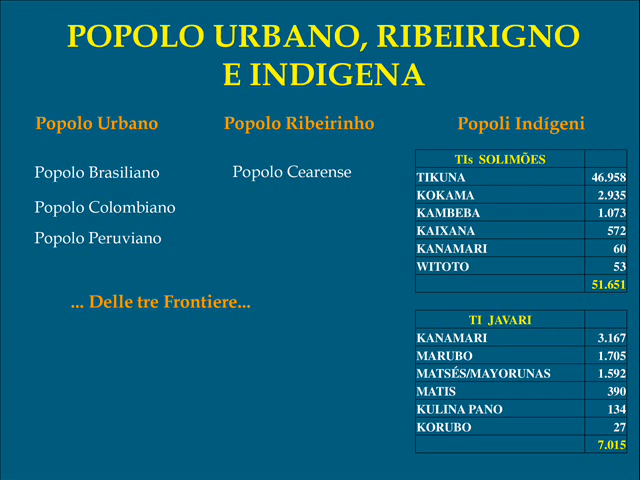 POPOLO URBANO, RIBEIRIGNO
E INDIGENA
Popolo Urbano
Popolo Brasiliano
Popolo Colombiano
Popolo Peruviano
... Delle tre Frontiere...
Popolo Ribeirinho
Popolo Cearense
Popoli Indígeni
TIs SOLIMÕES
TIKUNA 46.958
KOKAMA 2.935
KAMBEBA 1.073
KAIXANA 572
KANAMARI 60
WITOTO 53
51.651
TI JAVARI
KANAMARI 3.167
MARUBO 1.705
MATSÉS/MAYORUNAS 1.592
MATIS 390
KULINA PANO 134
KORUBO 27
7.015